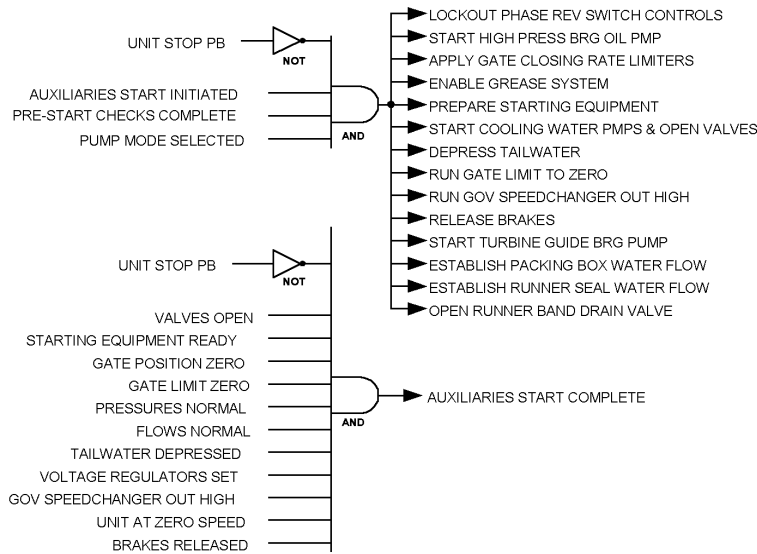 UNIT STOP PB
NOT
AUXILIARIES START INITIATED
PRE-START CHECKS COMPLETE
PUMP MODE SELECTED
AND
LOCKOUT PHASE REV SWITCH CONTROLS
START HIGH PRESS BRG OIL PMP
APPLY GATE CLOSING RATE LIMITERS
ENABLE GREASE SYSTEM
PREPARE STARTING EQUIPMENT
START COOLING WATER PMPS & OPEN VALVES
DEPRESS TAILWATER
RUN GATE LIMIT TO ZERO
RUN GOV SPEEDCHANGER OUT HIGH
RELEASE BRAKES
START TURBINE GUIDE BRG PUMP
ESTABLISH PACKING BOX WATER FLOW
ESTABLISH RUNNER SEAL WATER FLOW
OPEN RUNNER BAND DRAIN VALVE
UNIT STOP PB
NOT
VALVES OPEN
STARTING EQUIPMENT READY
GATE POSITION ZERO
GATE LIMIT ZERO
PRESSURES NORMAL
FLOWS NORMAL
TAILWATER DEPRESSED
VOLTAGE REGULATORS SET
GOV SPEEDCHANGER OUT HIGH
UNIT AT ZERO SPEED
BRAKES RELEASED
AND
AUXILIARIES START COMPLETE